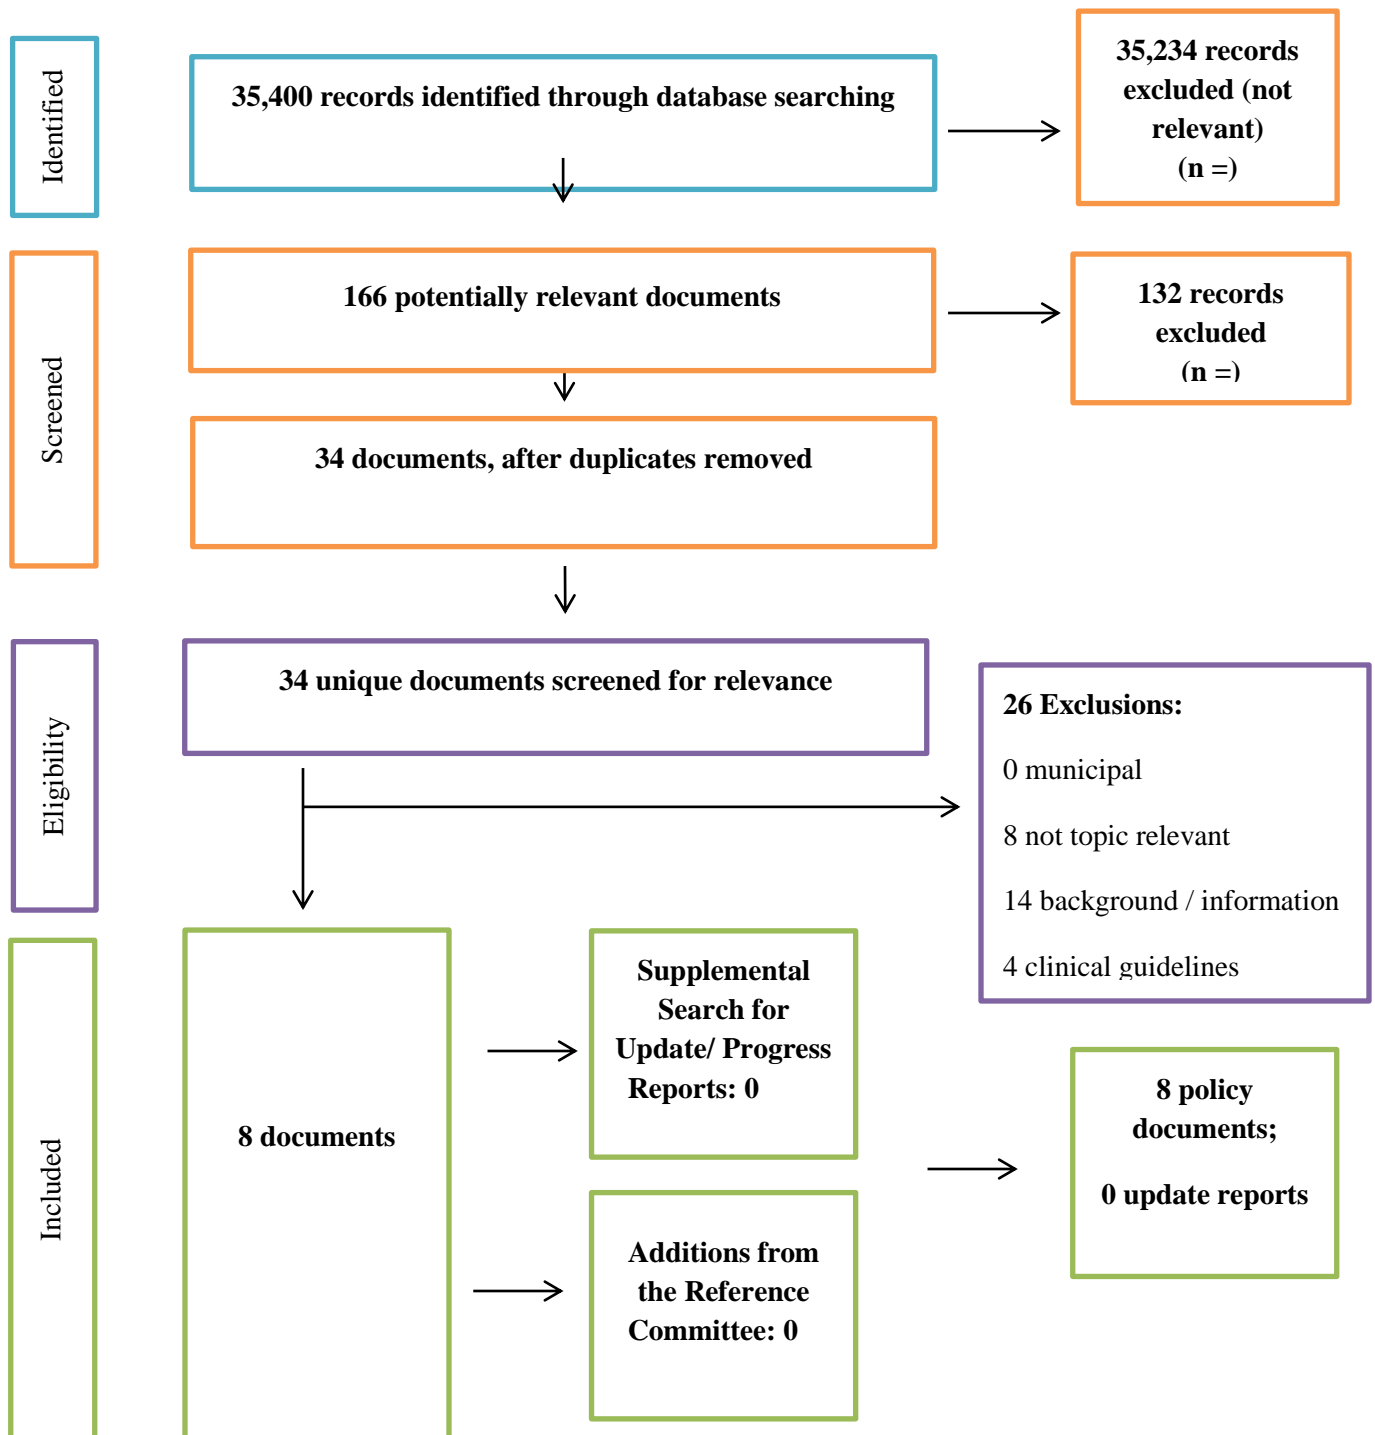 Identified
35,400 records identified through database searching
35,234 records
excluded (not
relevant)
(n =)
Screened
166 potentially relevant documents
132 records
excluded
(n =)
34 documents, after duplicates removed
Eligibility
34 unique documents screened for relevance
26 Exclusions:
0 municipal
8 not topic relevant
14 background / information
4 clinical guidelines
Included
8 documents
Supplemental
Search for
Update/ Progress
Reports: 0
Additions from
the Reference
Committee: 0
8 policy
documents;
0 update reports